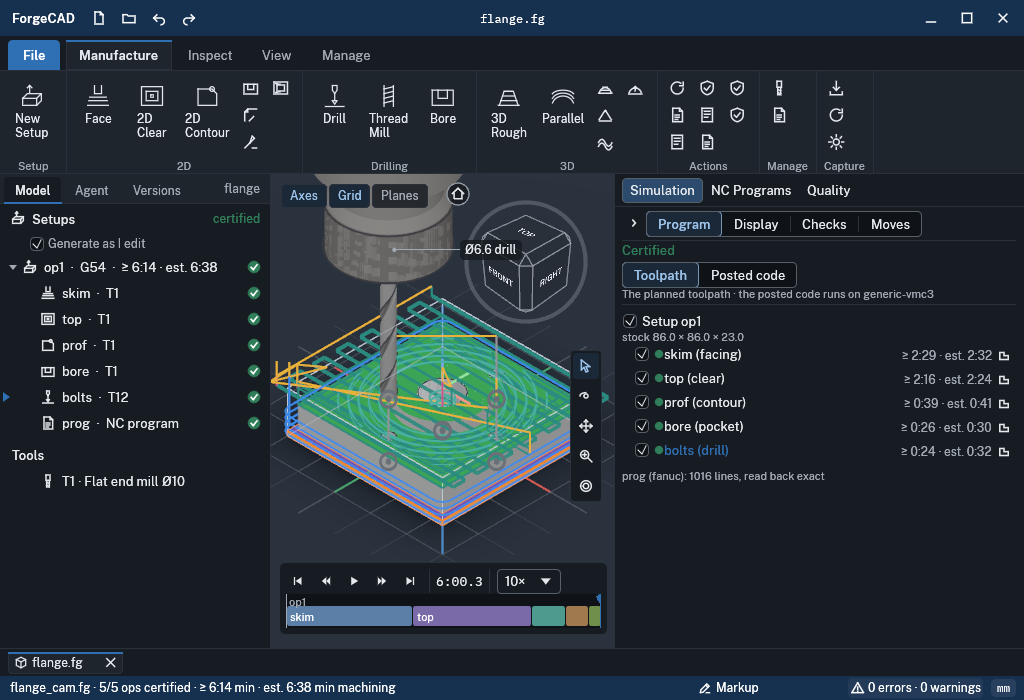 ForgeCAD
flange.fg
File
Manufacture
Inspect
View
Manage
New Setup
Face
2D Clear
2D Contour
Drill
Thread Mill
Bore
3D Rough
Parallel
Setup
2D
Drilling
3D
Actions
Manage
Capture
Model
Agent
Versions
flange
Setups
certified
Generate as I edit
op1 · G54 · ≥ 6:14 · est. 6:38
skim · T1
top · T1
prof · T1
bore · T1
bolts · T12
prog · NC program
Tools
T1 · Flat end mill Ø10
Axes
Grid
Planes
Ø6.6 drill
TOP
FRONT
RIGHT
6:00.3
10×
op1
skim
top
Simulation
NC Programs
Quality
Program
Display
Checks
Moves
Certified
Toolpath
Posted code
The planned toolpath · the posted code runs on generic-vmc3
Setup op1
stock 86.0 × 86.0 × 23.0
skim (facing) ≥ 2:29 · est. 2:32
top (clear) ≥ 2:16 · est. 2:24
prof (contour) ≥ 0:39 · est. 0:41
bore (pocket) ≥ 0:26 · est. 0:30
bolts (drill) ≥ 0:24 · est. 0:32
prog (fanuc): 1016 lines, read back exact
flange.fg
flange_cam.fg · 5/5 ops certified · ≥ 6:14 min · est. 6:38 min machining
Markup
0 errors · 0 warnings
mm